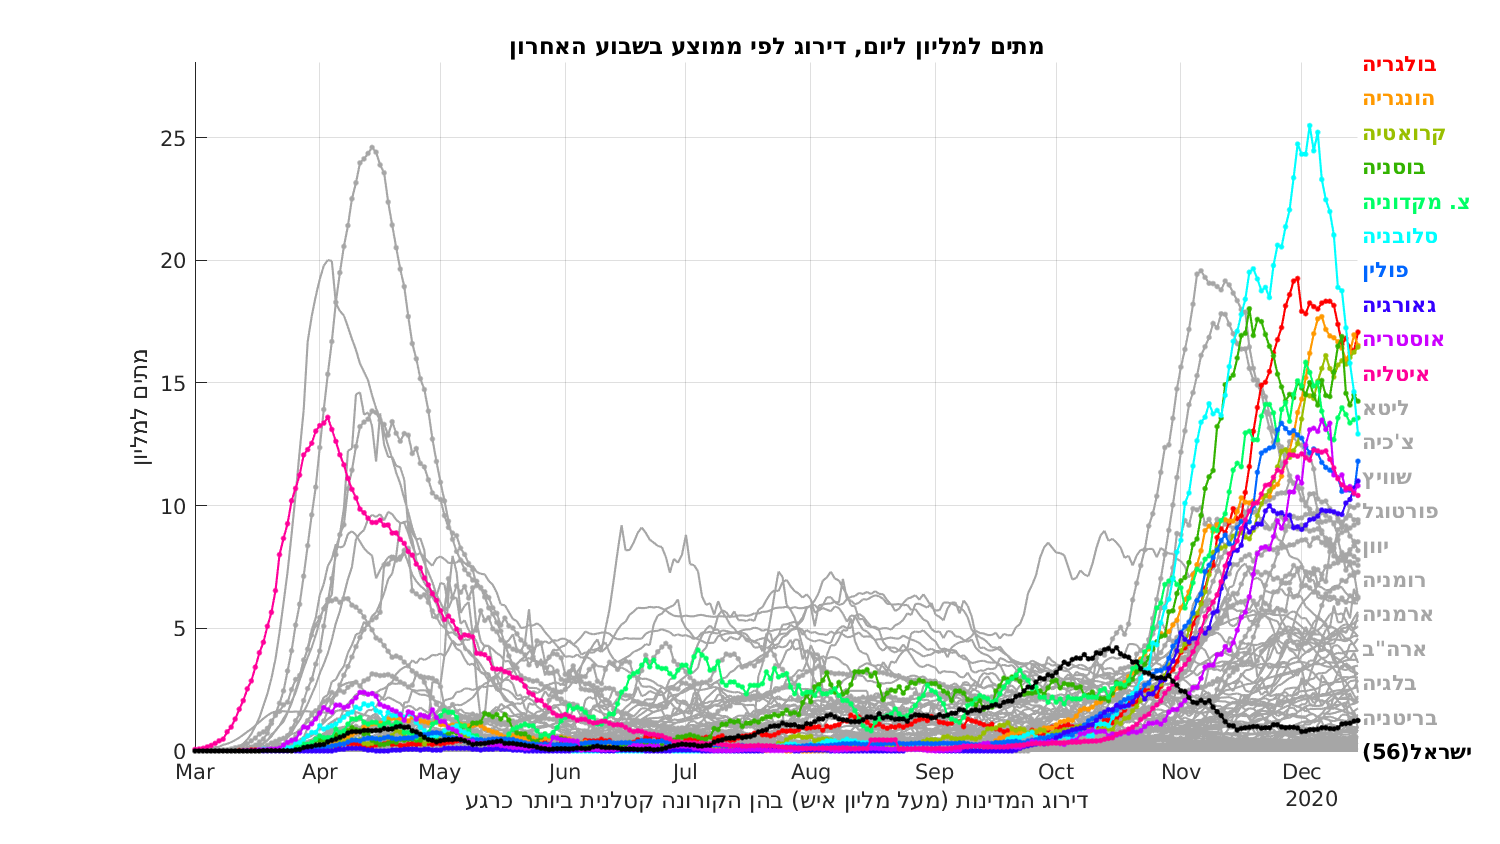 מתים למליון ליום, דירוג לפי ממוצע בשבוע האחרון
בולגריה
הונגריה
קרואטיה
בוסניה
צ. מקדוניה
סלובניה
פולין
גאורגיה
אוסטריה
איטליה
ליטא
צ'כיה
שוויץ
פורטוגל
יוון
רומניה
ארמניה
ארה"ב
בלגיה
בריטניה
ישראל(56)
מתים למליון
25
20
15
10
5
0
Mar Apr May Jun Jul Aug Sep Oct Nov Dec
2020
דירוג המדינות (מעל מליון איש) בהן הקורונה קטלנית ביותר כרגע